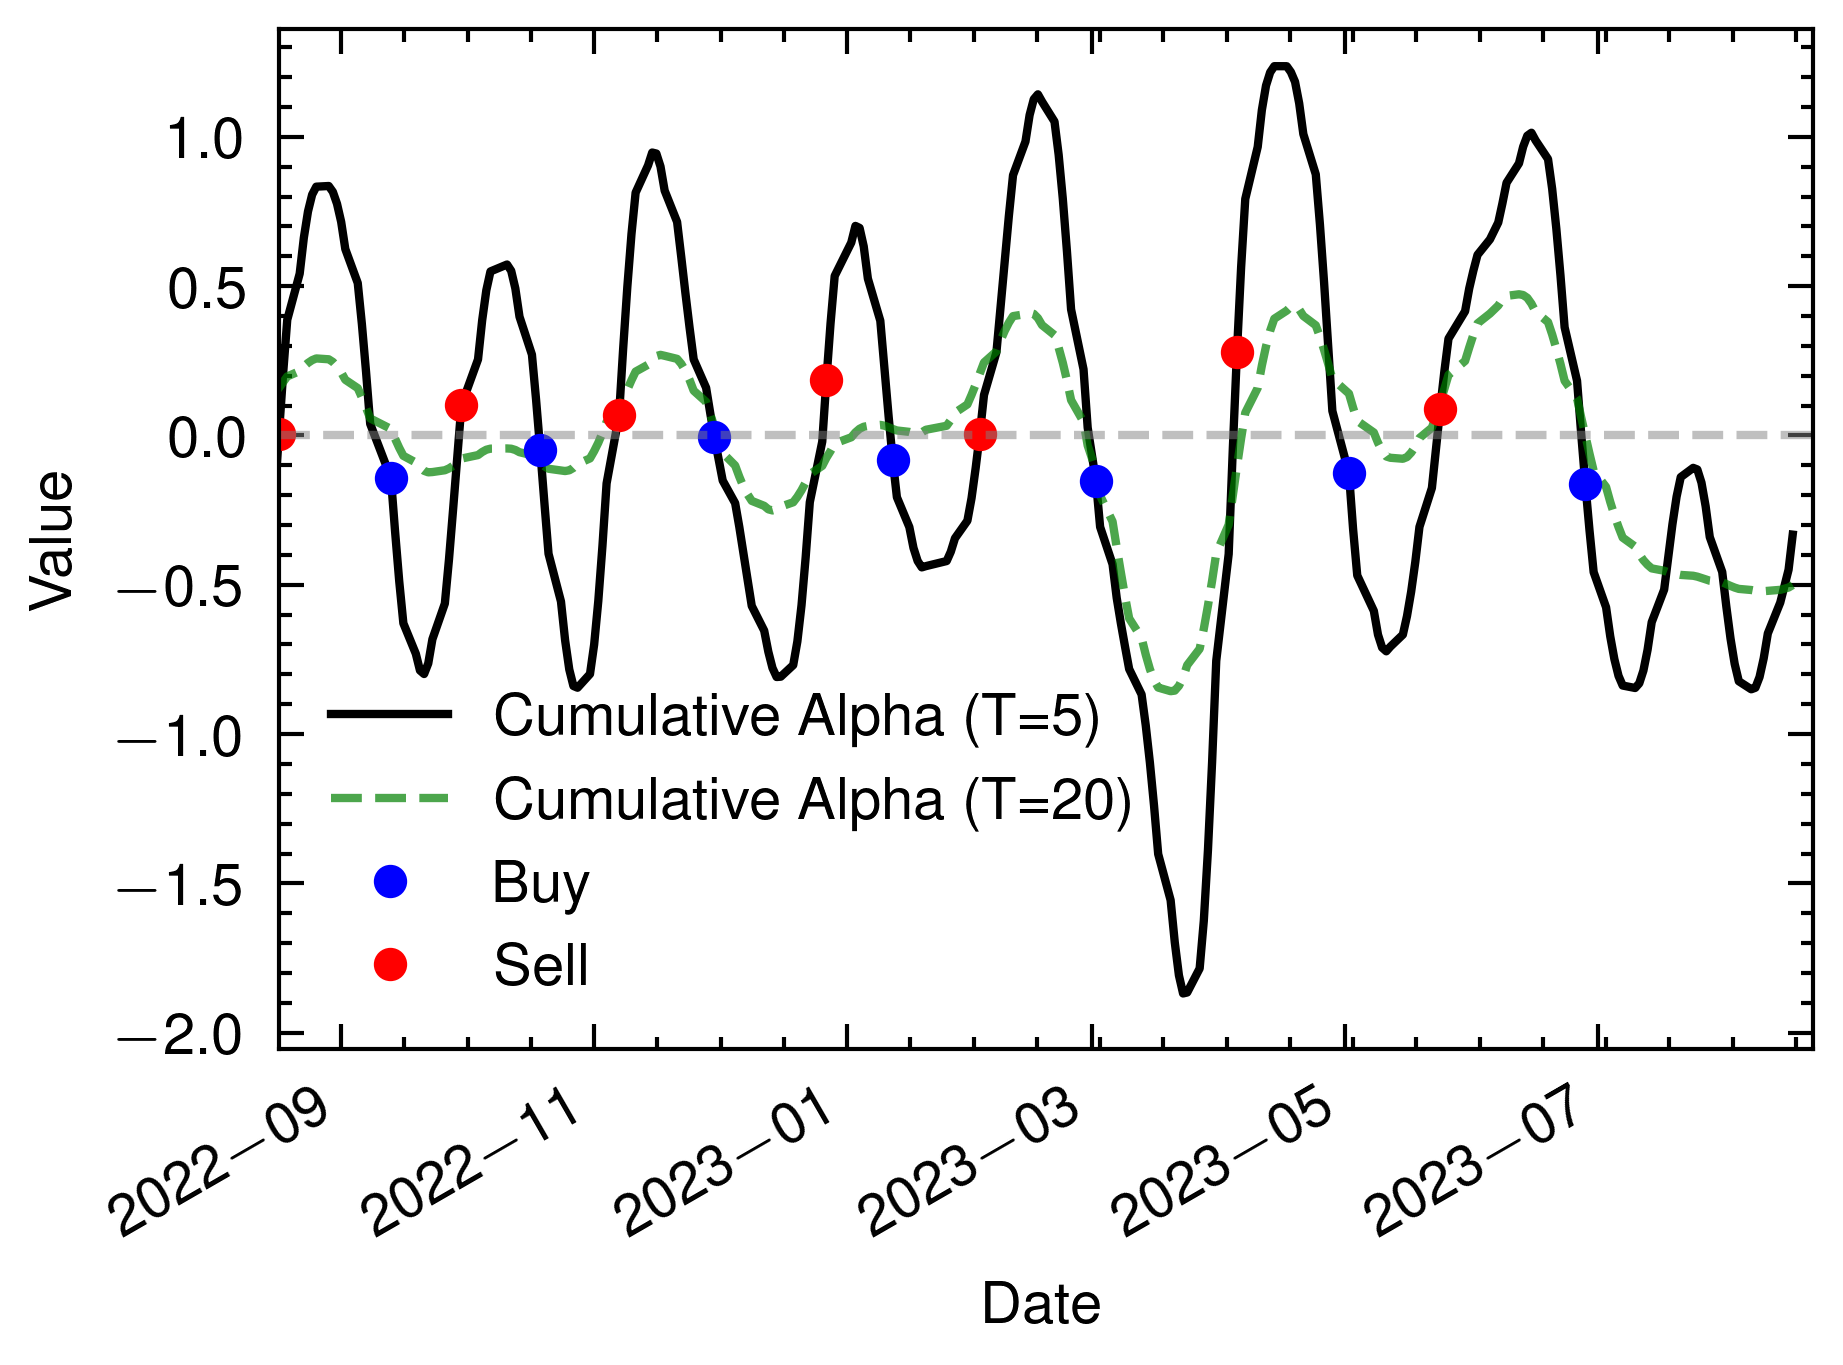 1.0
0.5
0.0
−0.5
−1.0
−1.5
−2.0
Value
Cumulative Alpha (T=5)
Cumulative Alpha (T=20)
Buy
Sell
2022−09
2022−11
2023−01
2023−03
2023−05
2023−07
Date